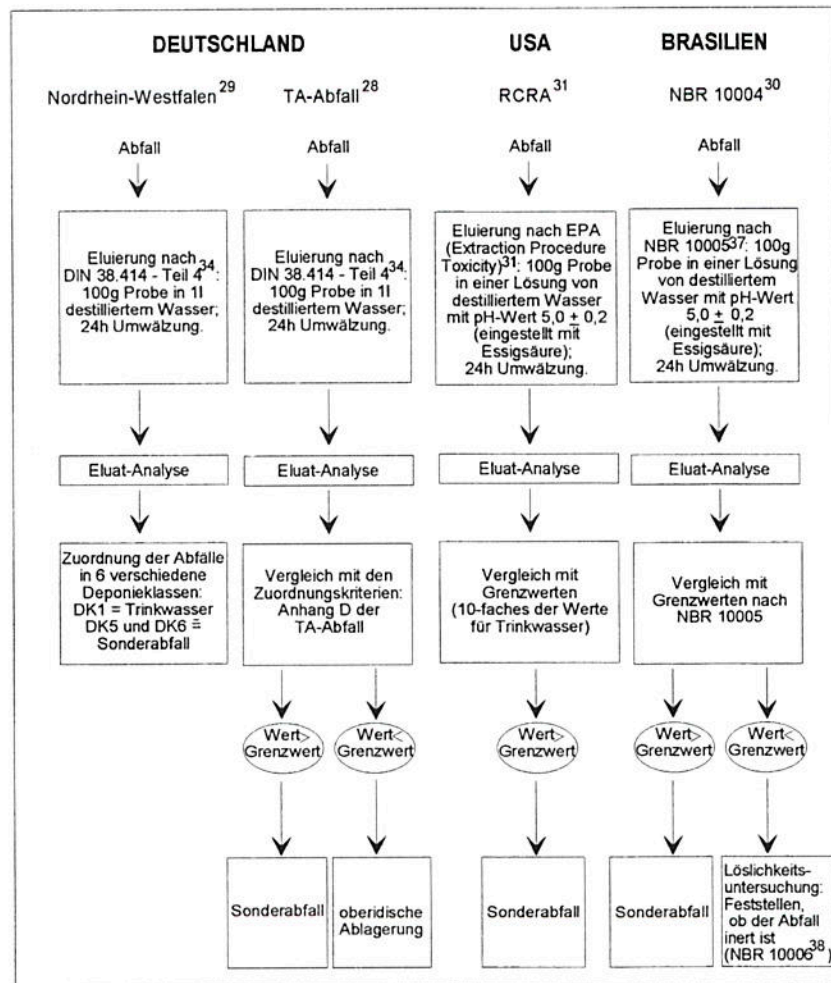 DEUTSCHLAND
USA
BRASILIEN
Nordrhein-Westfalen29
TA-Abfall28
RCRA31
NBR 1000430
Abfall
Abfall
Abfall
Abfall
Eluierung nach
DIN 38.414 - Teil 434:
100g Probe in 1l
destilliertem Wasser;
24h Umwälzung.
Eluierung nach
DIN 38.414 - Teil 434:
100g Probe in 1l
destilliertem Wasser;
24h Umwälzung.
Eluierung nach EPA
(Extraction Procedure
Toxicity)31: 100g Probe
in einer Lösung von
destilliertem Wasser
mit pH-Wert 5,0 ± 0,2
(eingestellt mit
Essigsäure);
24h Umwälzung.
Eluierung nach
NBR 1000537: 100g
Probe in einer Lösung
von destilliertem
Wasser mit pH-Wert
5,0 ± 0,2
(eingestellt mit
Essigsäure);
24h Umwälzung.
Eluat-Analyse
Eluat-Analyse
Eluat-Analyse
Eluat-Analyse
Zuordnung der Abfälle
in 6 verschiedene
Deponieklassen:
DK1 = Trinkwasser
DK5 und DK6 =
Sonderabfall
Vergleich mit den
Zuordnungskriterien:
Anhang D der
TA-Abfall
Vergleich mit
Grenzwerten
(10-faches der Werte
für Trinkwasser)
Vergleich mit
Grenzwerten nach
NBR 10005
Wert>
Grenzwert
Wert<
Grenzwert
Wert>
Grenzwert
Wert>
Grenzwert
Wert<
Grenzwert
Sonderabfall
oberidische
Ablagerung
Sonderabfall
Sonderabfall
Löslichkeits-
untersuchung:
Feststellen,
ob der Abfall
inert ist
(NBR 1000638)